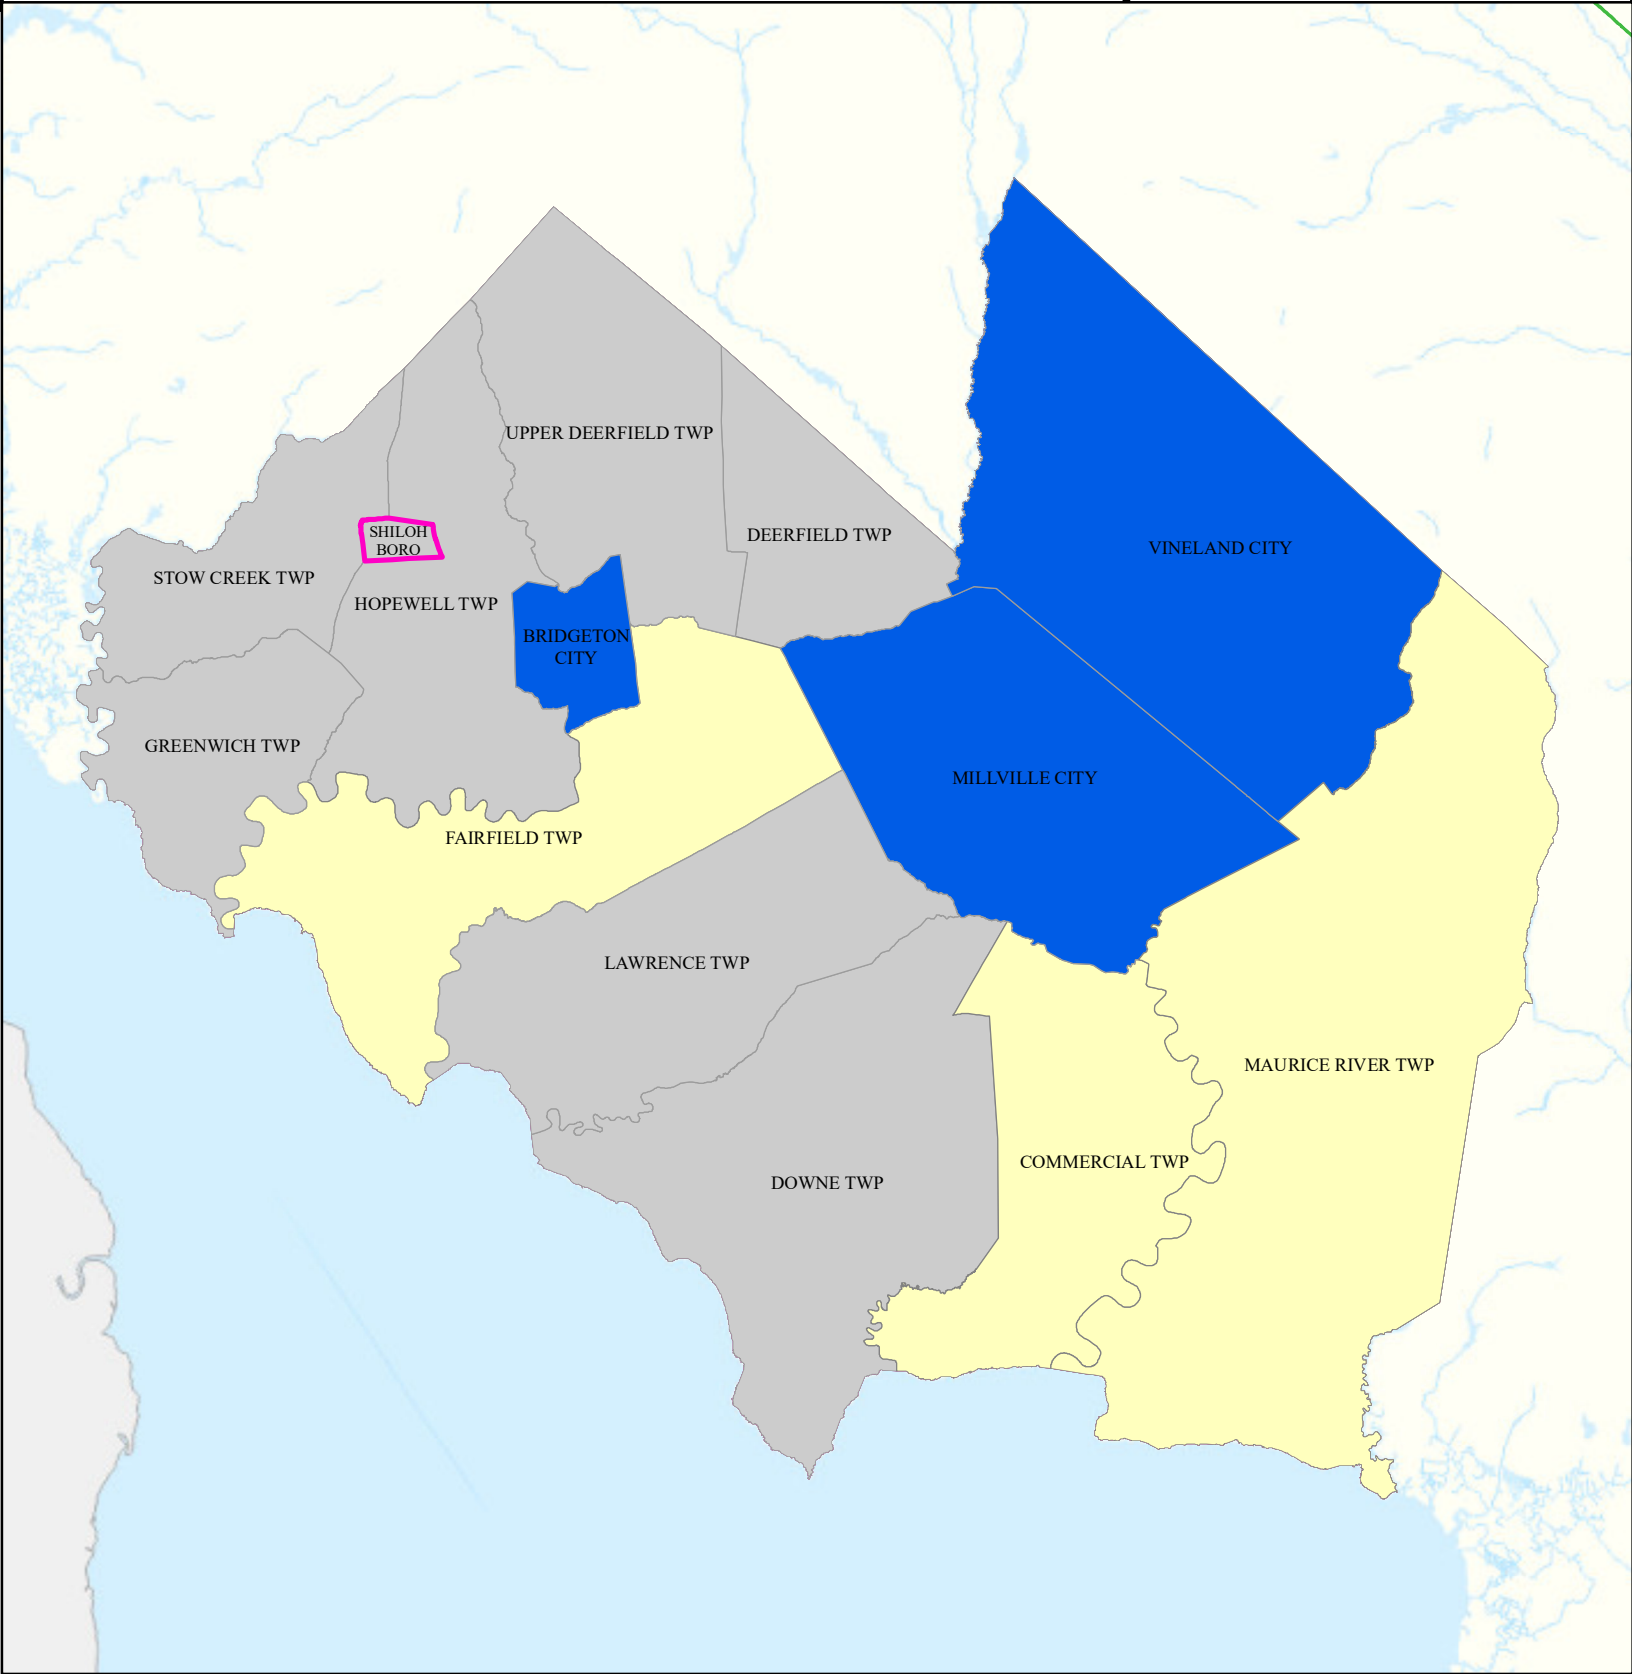 UPPER DEERFIELD TWP
SHILOH
BORO
DEERFIELD TWP
VINELAND CITY
STOW CREEK TWP
HOPEWELL TWP
BRIDGETON
CITY
GREENWICH TWP
MILLVILLE CITY
FAIRFIELD TWP
LAWRENCE TWP
MAURICE RIVER TWP
COMMERCIAL TWP
DOWNE TWP